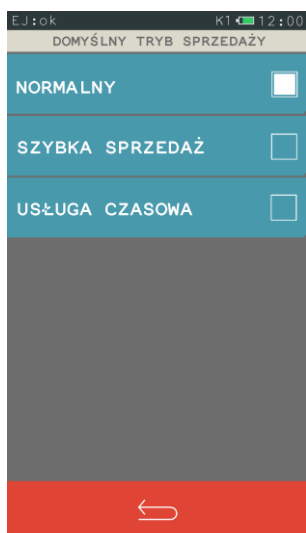 EJ:ok K1 12:00
DOMYŚLNY TRYB SPRZEDAŻY
NORMALNY
SZYBKA SPRZEDAŻ
USŁUGA CZASOWA